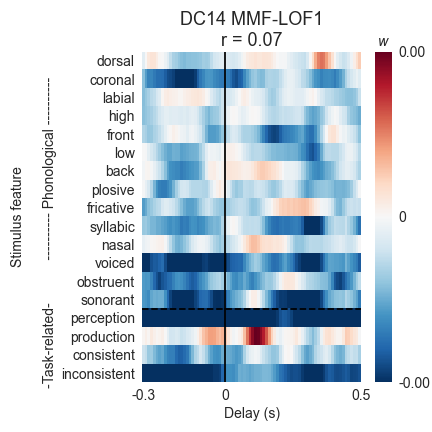 DC14 MMF-LOF1
r = 0.07
w
Stimulus feature
-Task-related-
---------- Phonological ----------
dorsal
coronal
labial
high
front
low
back
plosive
fricative
syllabic
nasal
voiced
obstruent
sonorant
perception
production
consistent
inconsistent
0.00
0
-0.00
-0.3
0
0.5
Delay (s)